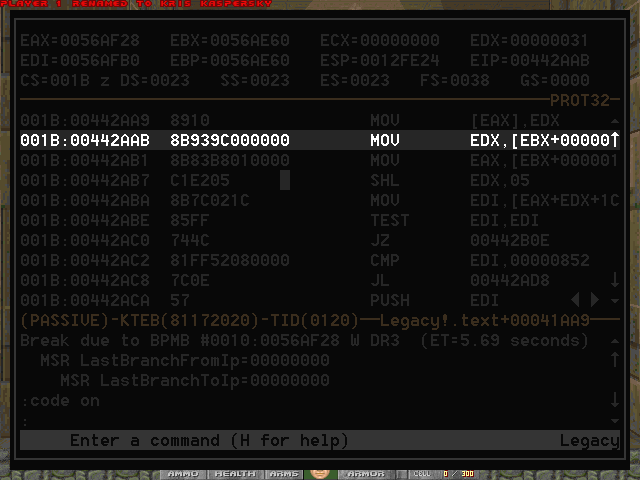 PLAYER 1 RENAMED TO KRIS KASPERSKY
EAX=0056AF28 EBX=0056AE60 ECX=00000000 EDX=00000031
EDI=0056AFB0 EBP=0056AE60 ESP=0012FE24 EIP=00442AAB
CS=001B z DS=0023 SS=0023 ES=0023 FS=0038 GS=0000
PROT32
001B:00442AA9 8910 MOV [EAX],EDX
001B:00442AAB 8B939C000000 MOV EDX,[EBX+00000↑
001B:00442AB1 8B83B8010000 MOV EAX,[EBX+000001
001B:00442AB7 C1E205 SHL EDX,05
001B:00442ABA 8B7C021C MOV EDI,[EAX+EDX+1C
001B:00442ABE 85FF TEST EDI,EDI
001B:00442AC0 744C JZ 00442B0E
001B:00442AC2 81FF52080000 CMP EDI,00000852
001B:00442AC8 7C0E JL 00442AD8 ↓
001B:00442ACA 57 PUSH EDI
(PASSIVE)-KTEB(81172020)-TID(0120)—Legacy!.text+00041AA9
Break due to BPMB #0010:0056AF28 W DR3 (ET=5.69 seconds)
MSR LastBranchFromIp=00000000 ↑
MSR LastBranchToIp=00000000
:code on ↓
:
Enter a command (H for help) Legacy
AMMO HEALTH ARMS ARMOR CELL 0 / 300